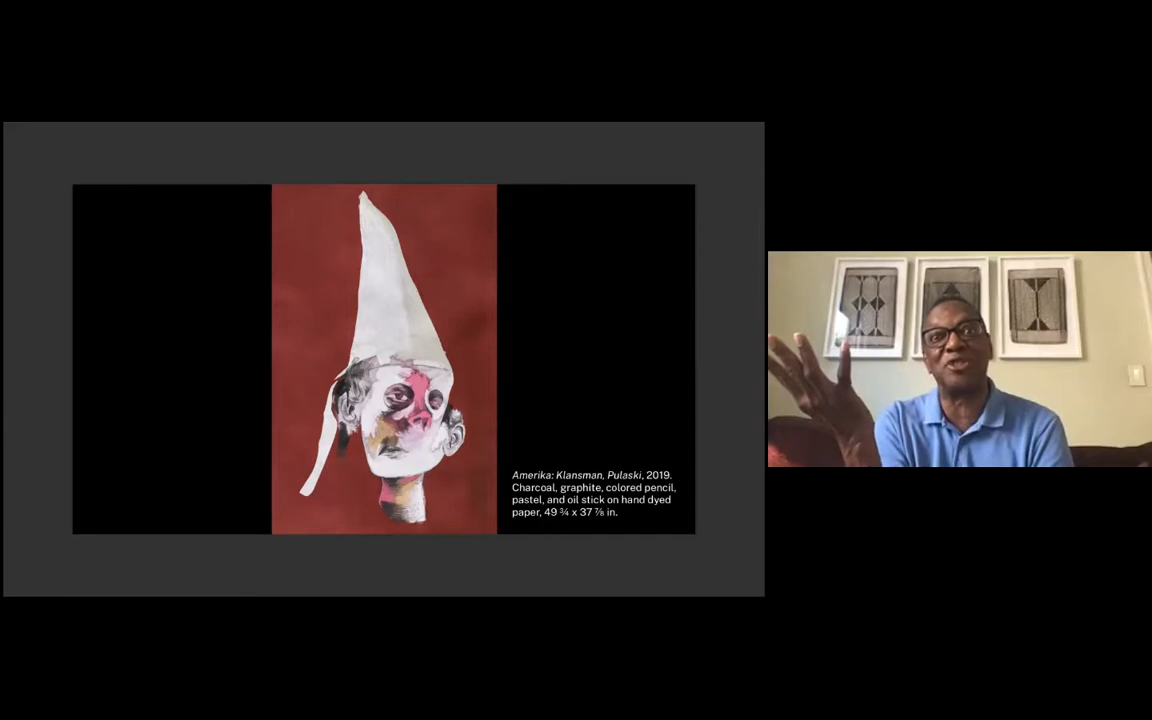 Amerika: Klansman, Pulaski, 2019.
Charcoal, graphite, colored pencil,
pastel, and oil stick on hand dyed
paper, 49 ¾ x 37 ⅞ in.